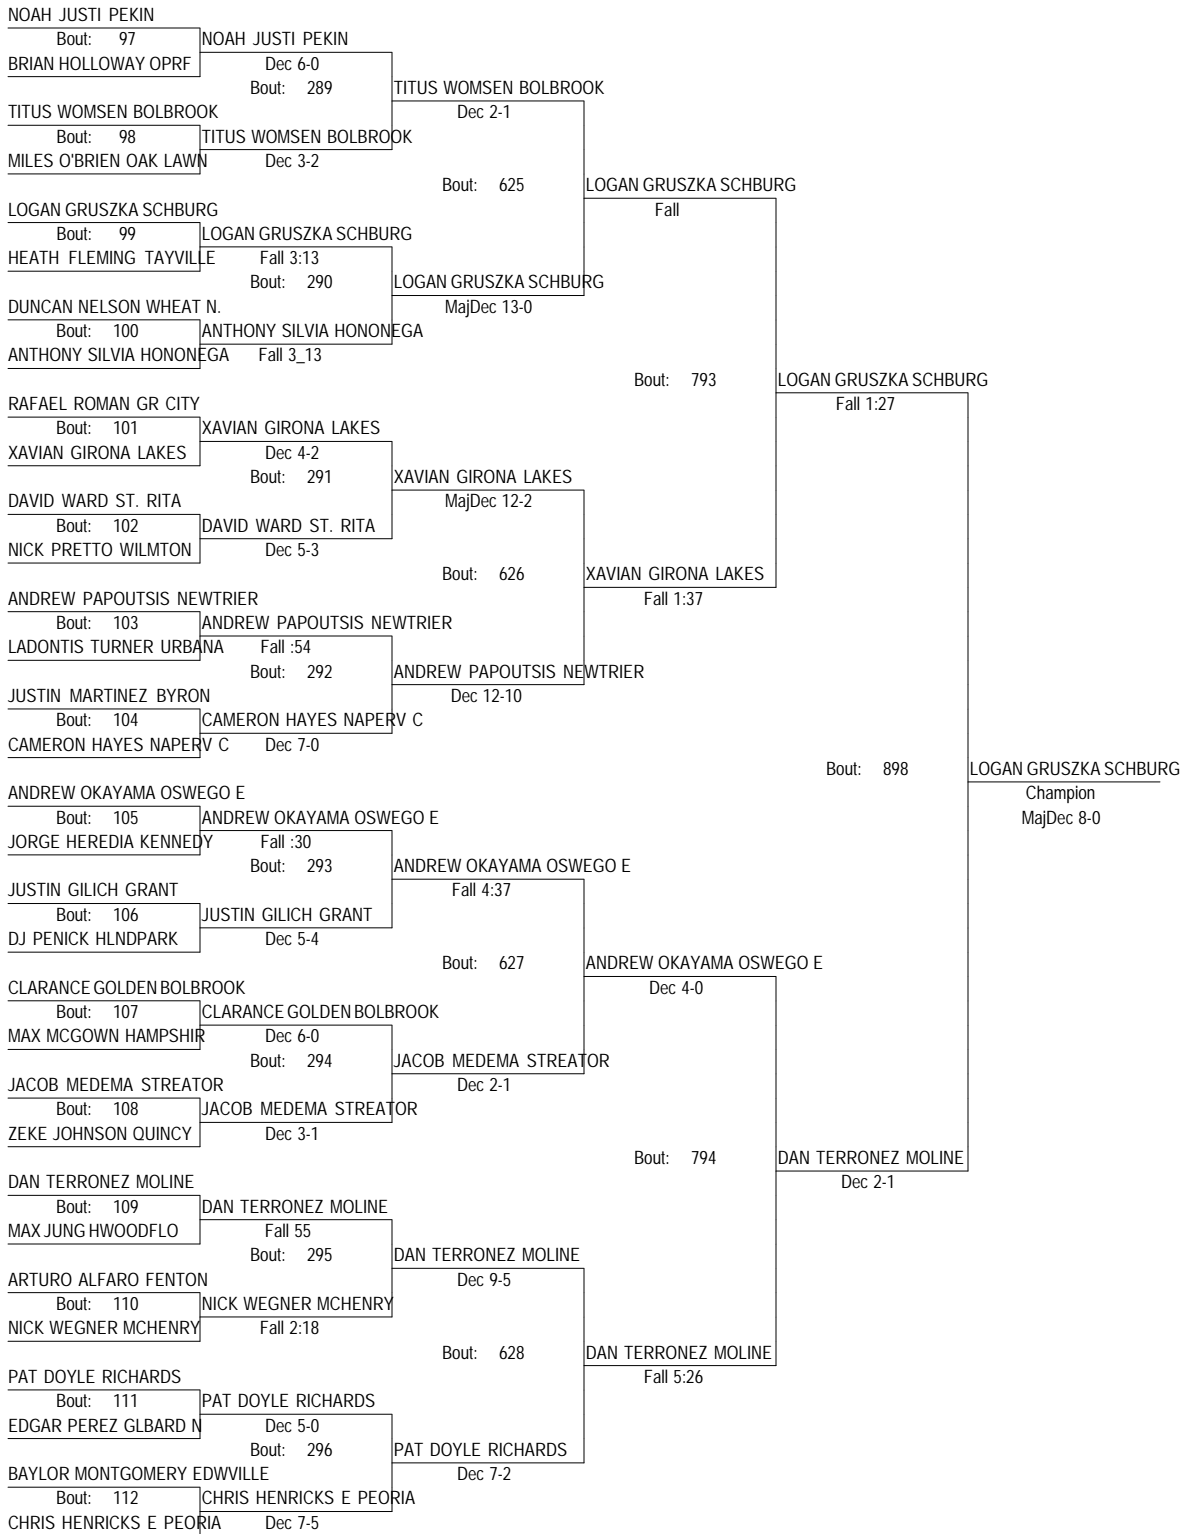 NOAH JUSTI PEKIN
Bout: 97 NOAH JUSTI PEKIN
BRIAN HOLLOWAY OPRF Dec 6-0
Bout: 289 TITUS WOMSEN BOLBROOK
TITUS WOMSEN BOLBROOK Dec 2-1
Bout: 98 TITUS WOMSEN BOLBROOK
MILES O'BRIEN OAK LAWN Dec 3-2
Bout: 625 LOGAN GRUSZKA SCHBURG
LOGAN GRUSZKA SCHBURG Fall
Bout: 99 LOGAN GRUSZKA SCHBURG
HEATH FLEMING TAYVILLE Fall 3:13
Bout: 290 LOGAN GRUSZKA SCHBURG
DUNCAN NELSON WHEAT N. MajDec 13-0
Bout: 100 ANTHONY SILVIA HONONEGA
ANTHONY SILVIA HONONEGA Fall 3_13
Bout: 793 LOGAN GRUSZKA SCHBURG
RAFAEL ROMAN GR CITY Fall 1:27
Bout: 101 XAVIAN GIRONA LAKES
XAVIAN GIRONA LAKES Dec 4-2
Bout: 291 XAVIAN GIRONA LAKES
DAVID WARD ST. RITA MajDec 12-2
Bout: 102 DAVID WARD ST. RITA
NICK PRETTO WILMTON Dec 5-3
Bout: 626 XAVIAN GIRONA LAKES
ANDREW PAPOUTSIS NEWTRIER Fall 1:37
Bout: 103 ANDREW PAPOUTSIS NEWTRIER
LADONTIS TURNER URBANA Fall :54
Bout: 292 ANDREW PAPOUTSIS NEWTRIER
JUSTIN MARTINEZ BYRON Dec 12-10
Bout: 104 CAMERON HAYES NAPERV C
CAMERON HAYES NAPERV C Dec 7-0
Bout: 898 LOGAN GRUSZKA SCHBURG
ANDREW OKAYAMA OSWEGO E Champion
Bout: 105 ANDREW OKAYAMA OSWEGO E MajDec 8-0
JORGE HEREDIA KENNEDY Fall :30
Bout: 293 ANDREW OKAYAMA OSWEGO E
JUSTIN GILICH GRANT Fall 4:37
Bout: 106 JUSTIN GILICH GRANT
DJ PENICK HLNDPARK Dec 5-4
Bout: 627 ANDREW OKAYAMA OSWEGO E
CLARANCE GOLDEN BOLBROOK Dec 4-0
Bout: 107 CLARANCE GOLDEN BOLBROOK
MAX MCGOWN HAMPSHIR Dec 6-0
Bout: 294 JACOB MEDEMA STREATOR
JACOB MEDEMA STREATOR Dec 2-1
Bout: 108 JACOB MEDEMA STREATOR
ZEKE JOHNSON QUINCY Dec 3-1
Bout: 794 DAN TERRONEZ MOLINE
DAN TERRONEZ MOLINE Dec 2-1
Bout: 109 DAN TERRONEZ MOLINE
MAX JUNG HWOODFLO Fall 55
Bout: 295 DAN TERRONEZ MOLINE
ARTURO ALFARO FENTON Dec 9-5
Bout: 110 NICK WEGNER MCHENRY
NICK WEGNER MCHENRY Fall 2:18
Bout: 628 DAN TERRONEZ MOLINE
PAT DOYLE RICHARDS Fall 5:26
Bout: 111 PAT DOYLE RICHARDS
EDGAR PEREZ GLBARD N Dec 5-0
Bout: 296 PAT DOYLE RICHARDS
BAYLOR MONTGOMERY EDWVILLE Dec 7-2
Bout: 112 CHRIS HENRICKS E PEORIA
CHRIS HENRICKS E PEORIA Dec 7-5